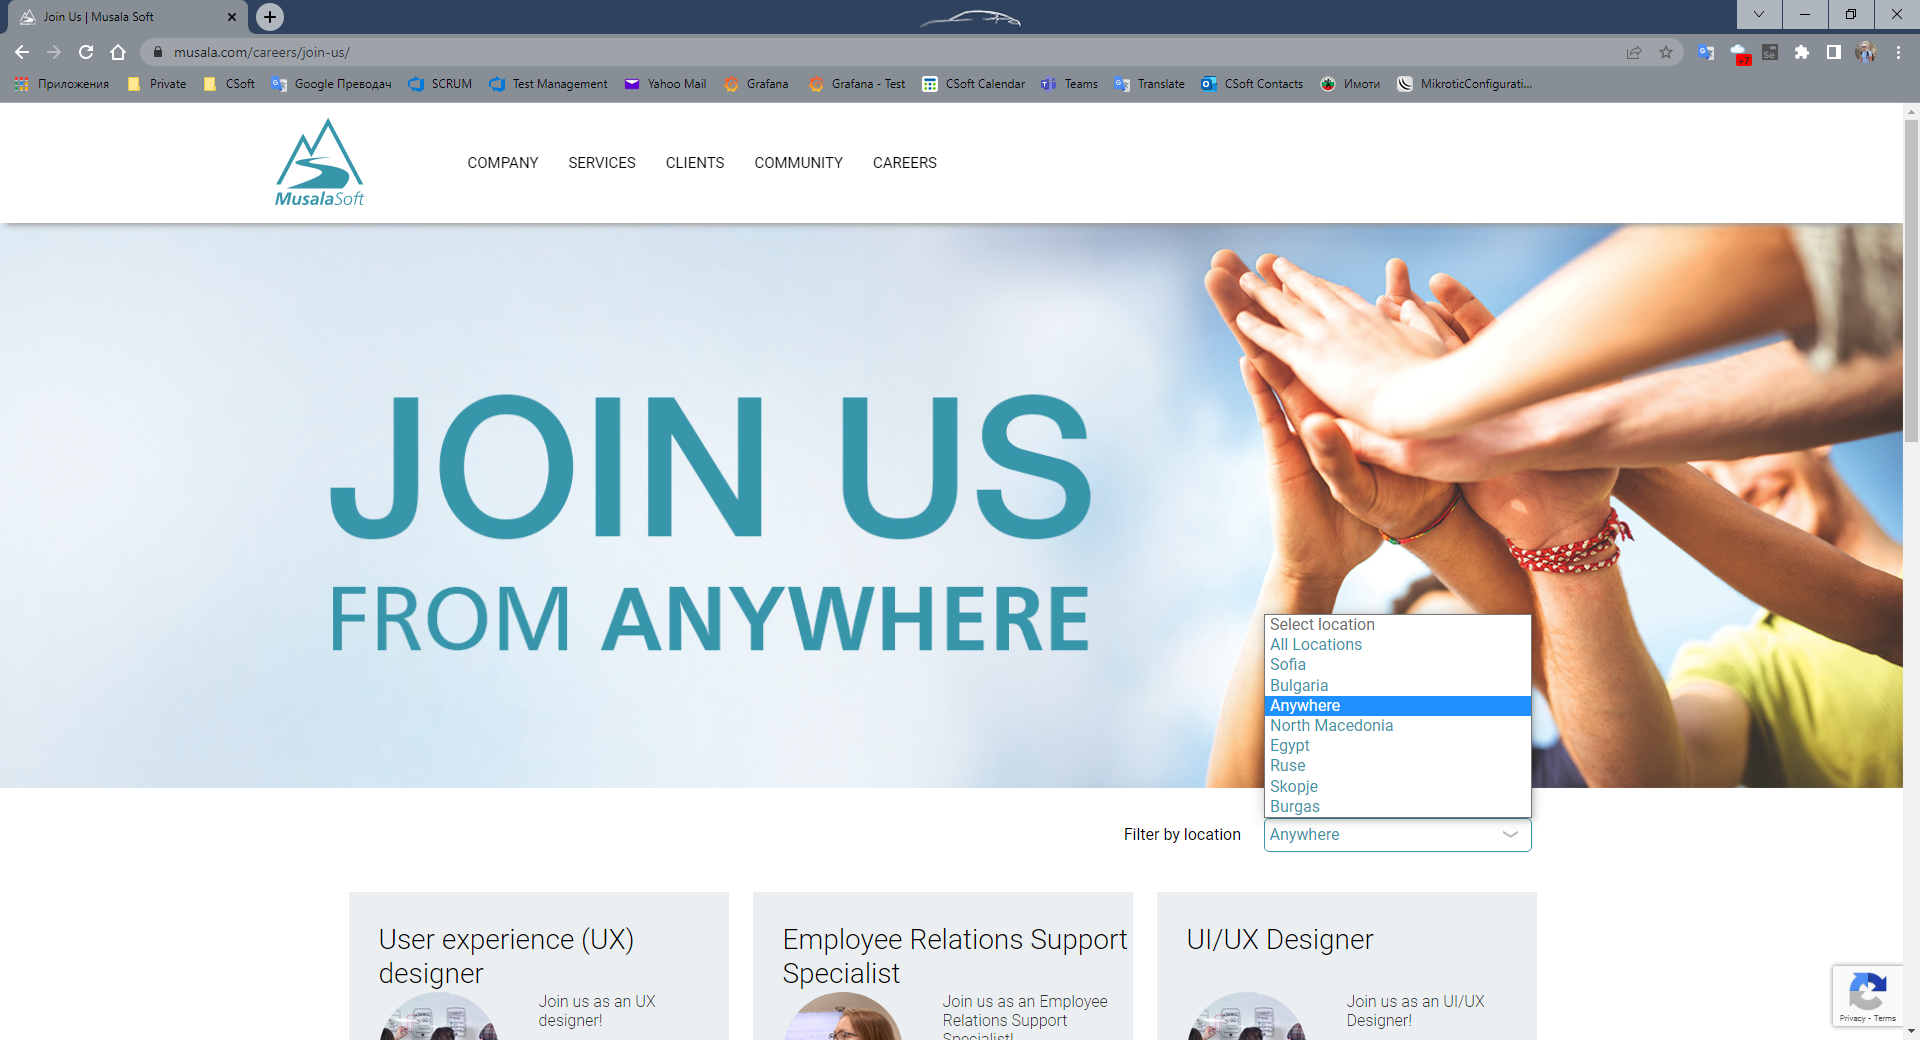 Join Us | Musala Soft
musala.com/careers/join-us/
Приложения
Private
CSoft
Google Преводач
SCRUM
Test Management
Yahoo Mail
Grafana
Grafana - Test
CSoft Calendar
Teams
Translate
CSoft Contacts
Имоти
MikroticConfigurati...
MusalaSoft
COMPANY
SERVICES
CLIENTS
COMMUNITY
CAREERS
JOIN US
FROM ANYWHERE
Select location
All Locations
Sofia
Bulgaria
Anywhere
North Macedonia
Egypt
Ruse
Skopje
Burgas
Filter by location
Anywhere
User experience (UX)
designer
Join us as an UX
designer!
Employee Relations Support
Specialist
Join us as an Employee
Relations Support
Specialist!
UI/UX Designer
Join us as an UI/UX
Designer!
Privacy - Terms